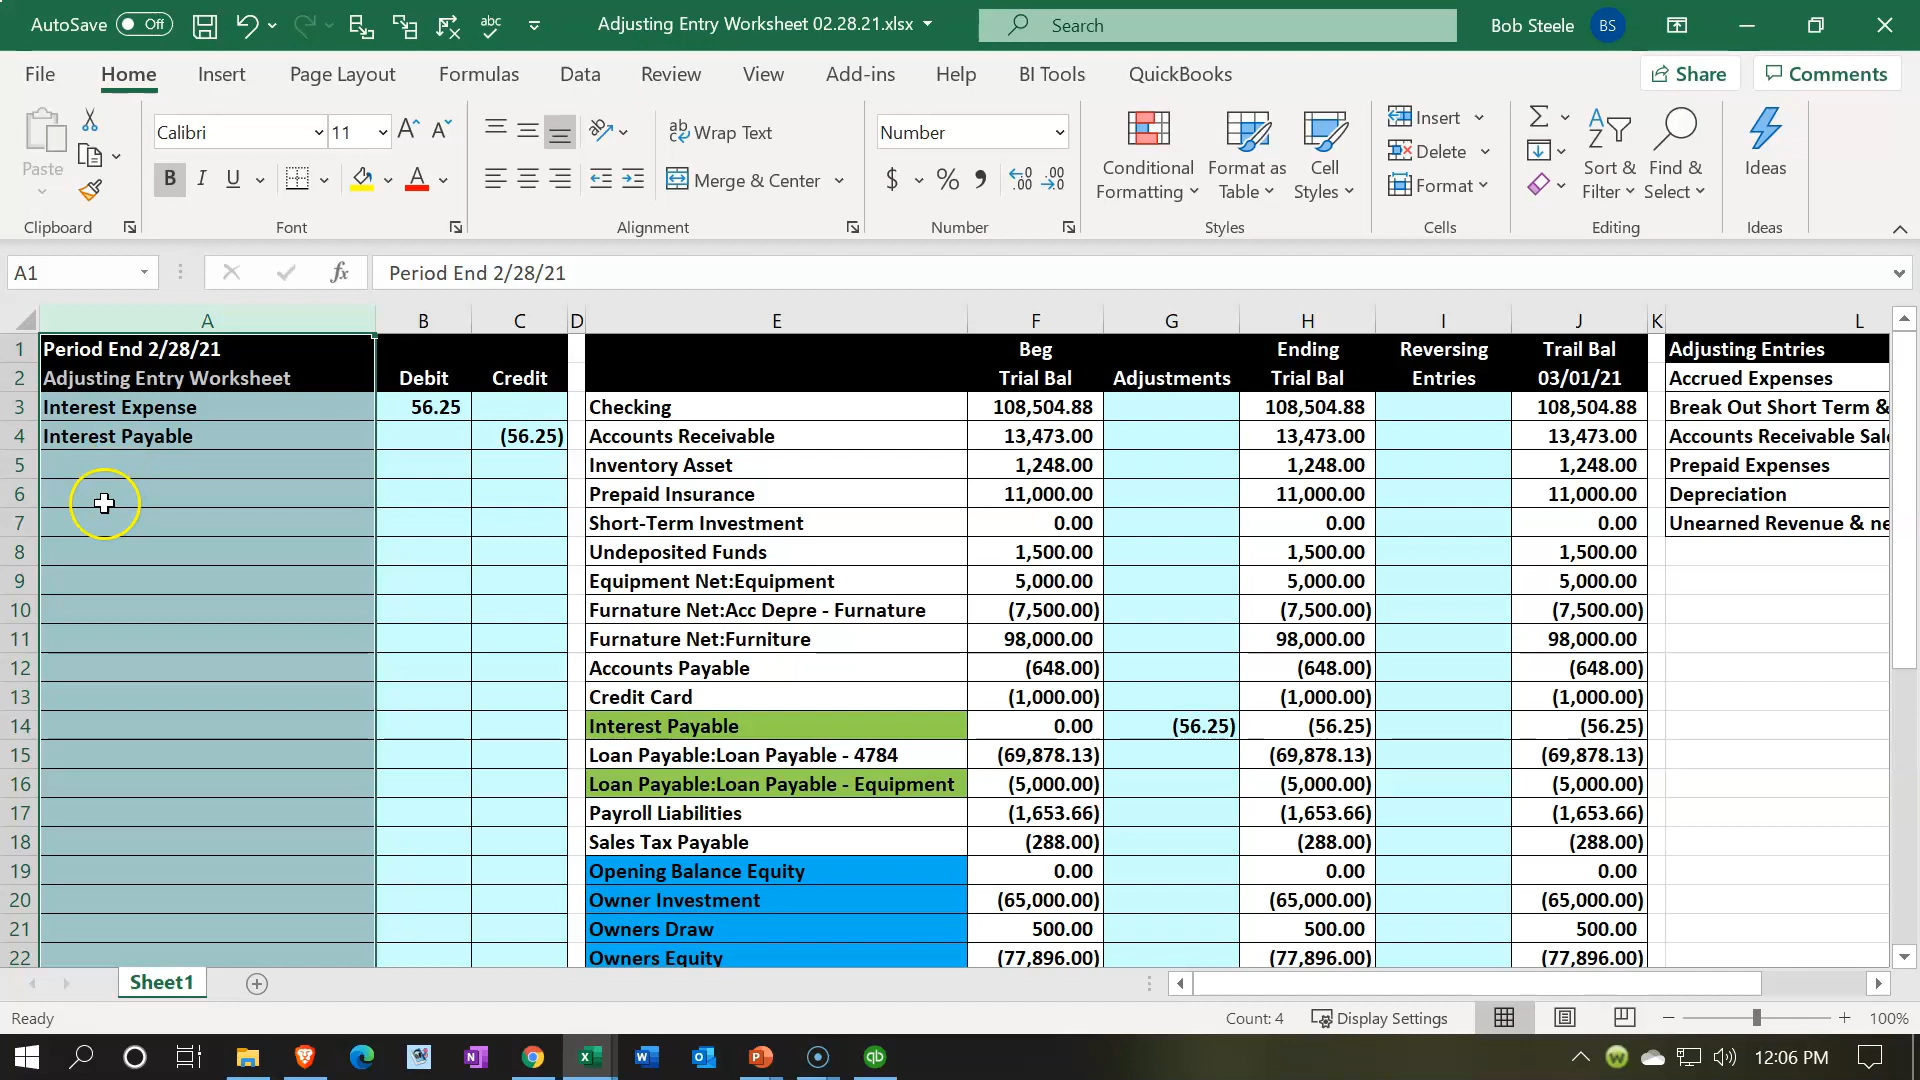 AutoSave Off abc Adjusting Entry Worksheet 02.28.21.xlsx Search Bob Steele BS
File Home Insert Page Layout Formulas Data Review View Add-ins Help BI Tools QuickBooks Share Comments
Calibri 11 A A ab Wrap Text Number Insert
Paste B I U A Merge & Center $ % Conditional Formatting Format as Table Cell Styles Delete Format Sort & Filter Find & Select Ideas
Clipboard Font Alignment Number Styles Cells Editing Ideas
A1 fx Period End 2/28/21
A B C D E F G H I J K L
1 Period End 2/28/21 Beg Ending Reversing Trail Bal Adjusting Entries
2 Adjusting Entry Worksheet Debit Credit Trial Bal Adjustments Trial Bal Entries 03/01/21 Accrued Expenses
3 Interest Expense 56.25 Checking 108,504.88 108,504.88 108,504.88 Break Out Short Term &
4 Interest Payable (56.25) Accounts Receivable 13,473.00 13,473.00 13,473.00 Accounts Receivable Sal
5 Inventory Asset 1,248.00 1,248.00 1,248.00 Prepaid Expenses
6 Prepaid Insurance 11,000.00 11,000.00 11,000.00 Depreciation
7 Short-Term Investment 0.00 0.00 0.00 Unearned Revenue & ne
8 Undeposited Funds 1,500.00 1,500.00 1,500.00
9 Equipment Net:Equipment 5,000.00 5,000.00 5,000.00
10 Furnature Net:Acc Depre - Furnature (7,500.00) (7,500.00) (7,500.00)
11 Furnature Net:Furniture 98,000.00 98,000.00 98,000.00
12 Accounts Payable (648.00) (648.00) (648.00)
13 Credit Card (1,000.00) (1,000.00) (1,000.00)
14 Interest Payable 0.00 (56.25) (56.25) (56.25)
15 Loan Payable:Loan Payable - 4784 (69,878.13) (69,878.13) (69,878.13)
16 Loan Payable:Loan Payable - Equipment (5,000.00) (5,000.00) (5,000.00)
17 Payroll Liabilities (1,653.66) (1,653.66) (1,653.66)
18 Sales Tax Payable (288.00) (288.00) (288.00)
19 Opening Balance Equity 0.00 0.00 0.00
20 Owner Investment (65,000.00) (65,000.00) (65,000.00)
21 Owners Draw 500.00 500.00 500.00
22 Owners Equity (77,896.00) (77,896.00) (77,896.00)
Sheet1
Ready Count: 4 Display Settings 100%
12:06 PM